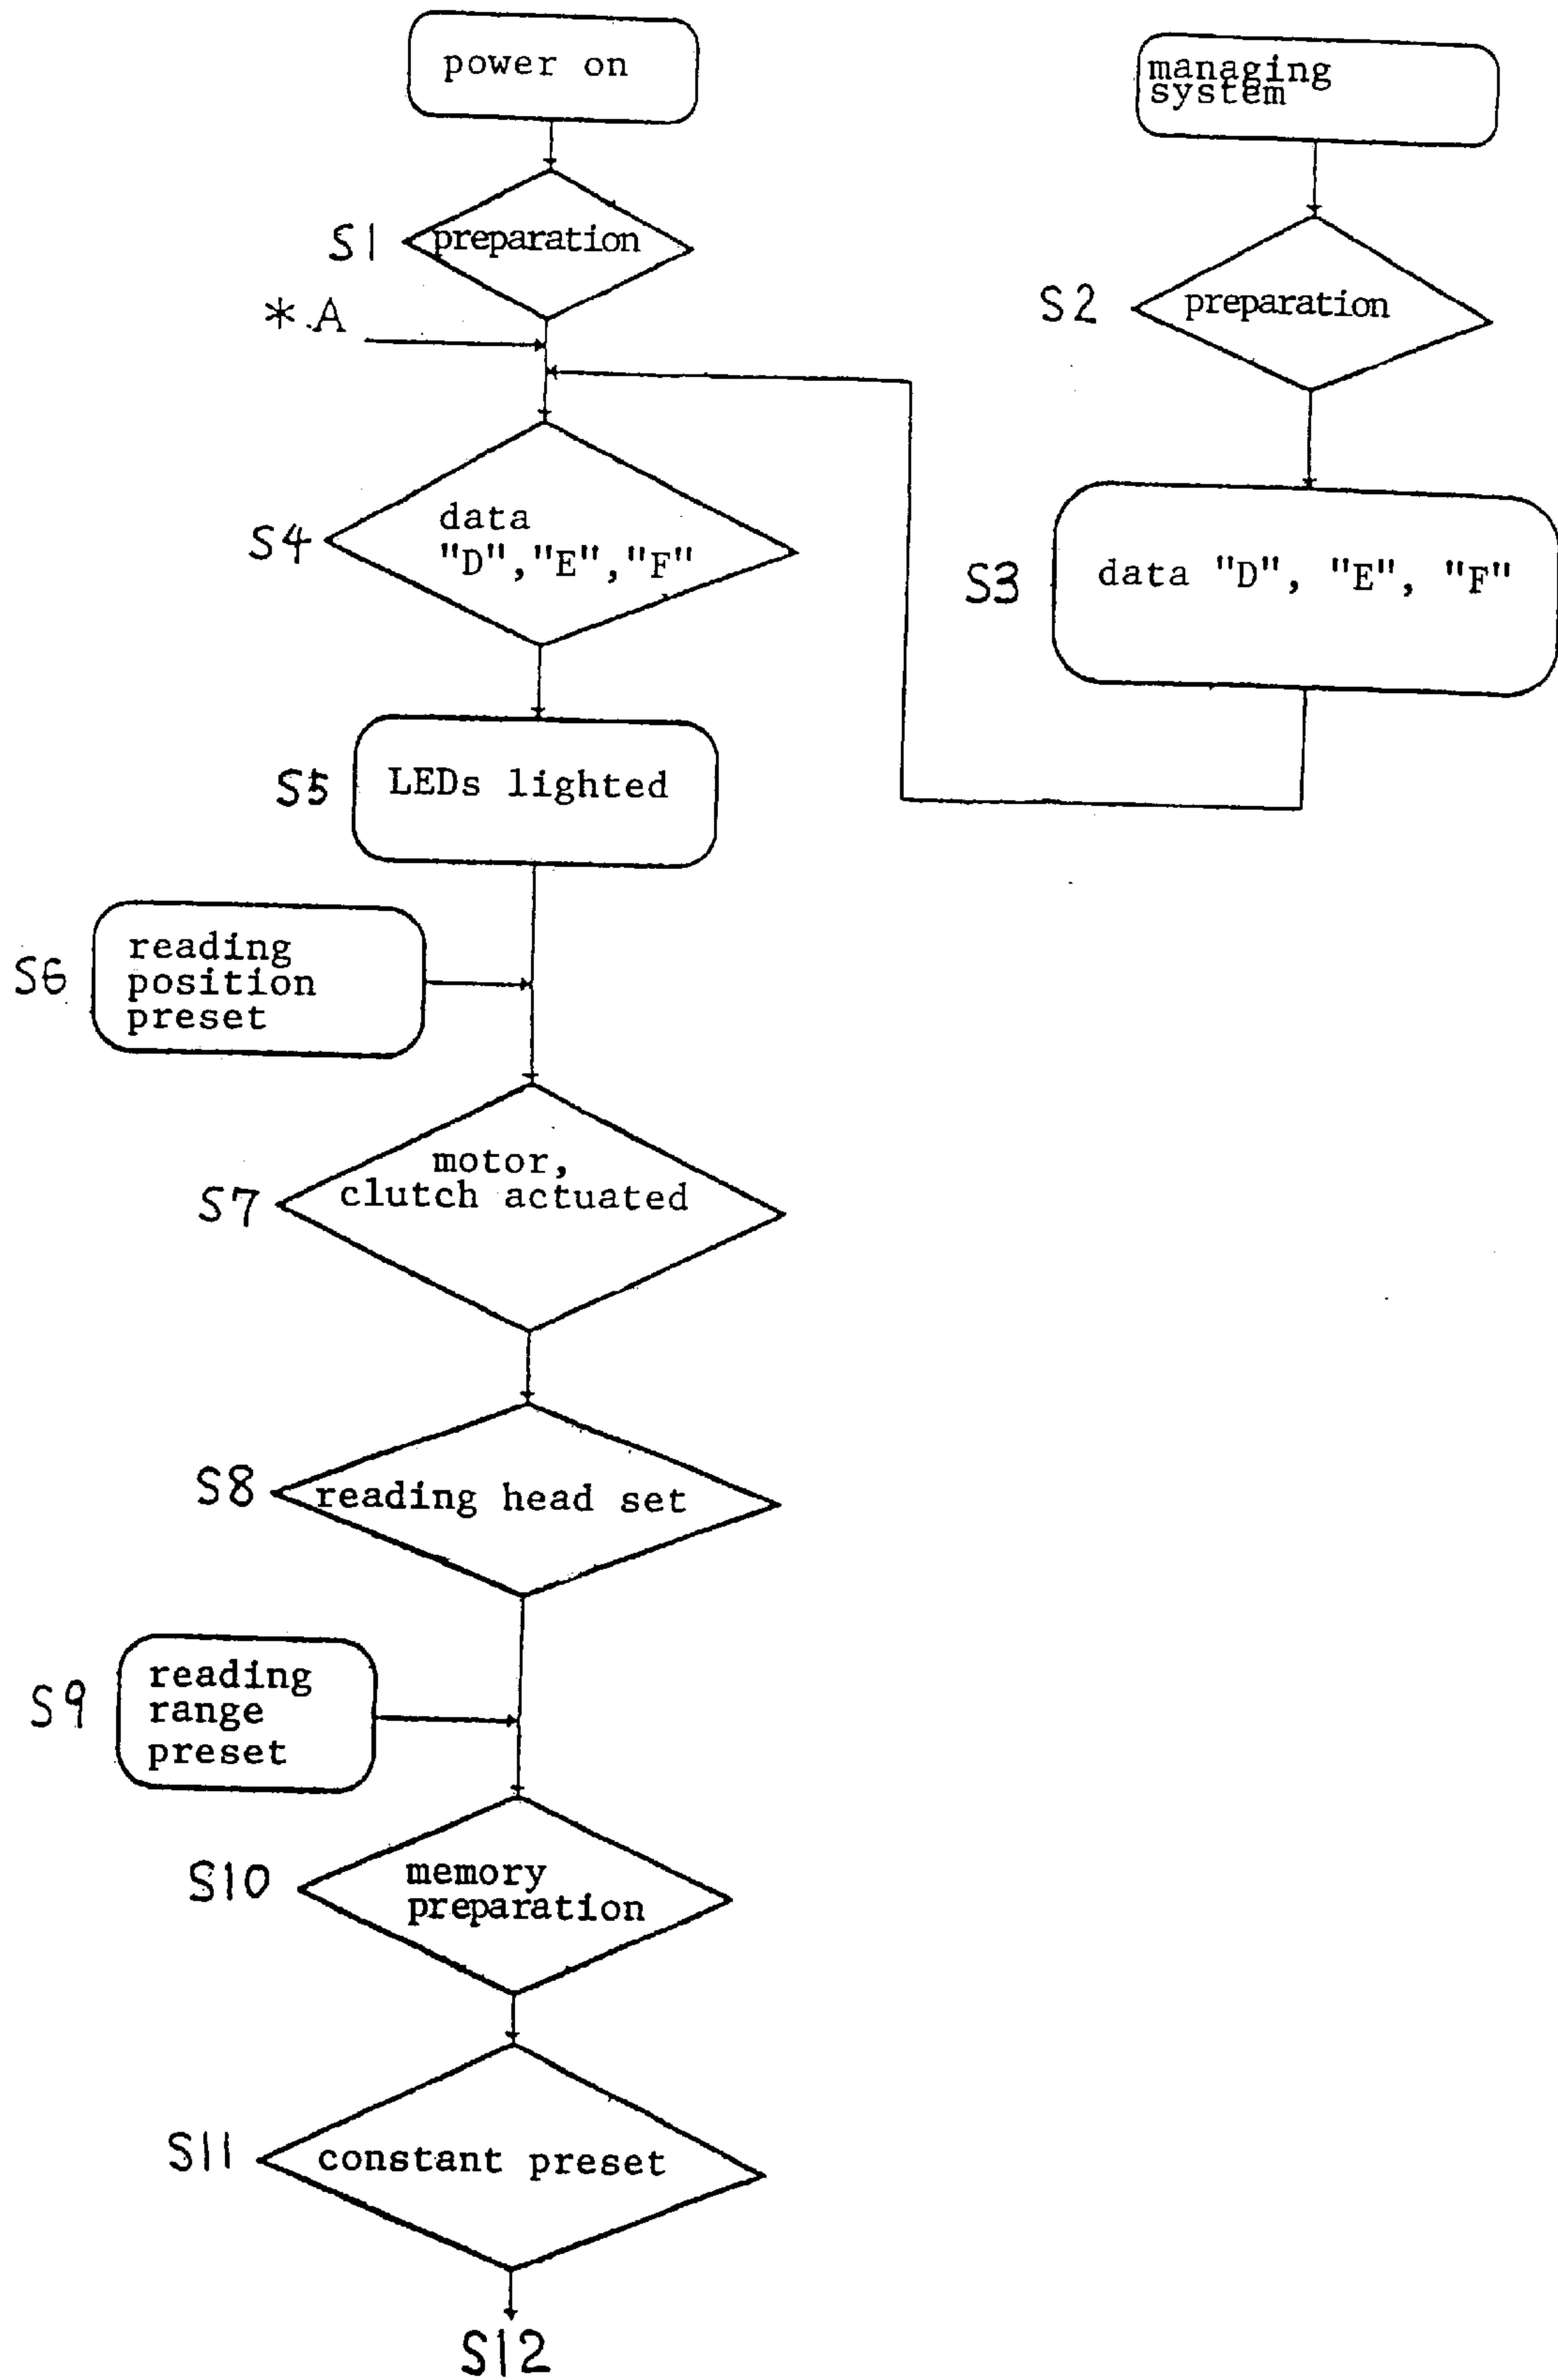 power on
managing
system
S1
preparation
*A
S2
preparation
S4
data
"D","E","F"
S3
data "D", "E", "F"
S5
LEDs lighted
S6
reading
position
preset
S7
motor,
clutch actuated
S8
reading head set
S9
reading
range
preset
S10
memory
preparation
S11
constant preset
S12